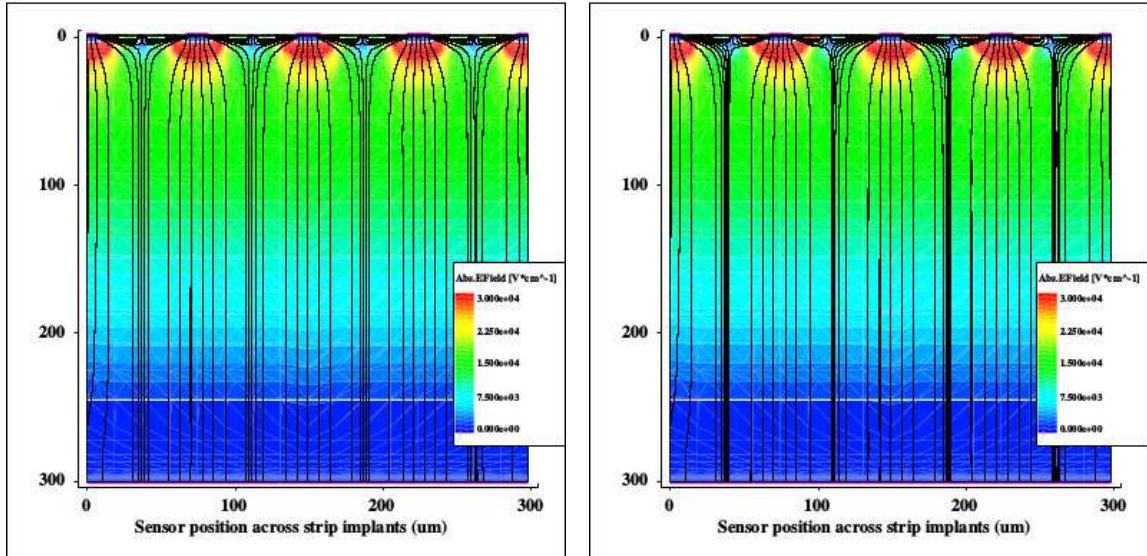 0
100
200
300
0
100
200
300
Sensor position across strip implants (um)
Abs.EField [V*cm^-1]
3.000e+04
2.250e+04
1.500e+04
7.500e+03
0.000e+00
0
100
200
300
0
100
200
300
Sensor position across strip implants (um)
Abs.EField [V*cm^-1]
3.000e+04
2.250e+04
1.500e+04
7.500e+03
0.000e+00